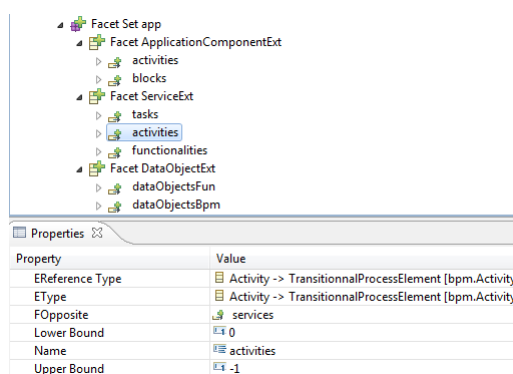 Facet Set app
Facet ApplicationComponentExt
activities
blocks
Facet ServiceExt
tasks
activities
functionalities
Facet DataObjectExt
dataObjectsFun
dataObjectsBpm
Properties
Property Value
EReference Type Activity -> TransitionnalProcessElement [bpm.Activity
EType Activity -> TransitionnalProcessElement [bpm.Activity
FOpposite services
Lower Bound 0
Name activities
Upper Bound -1